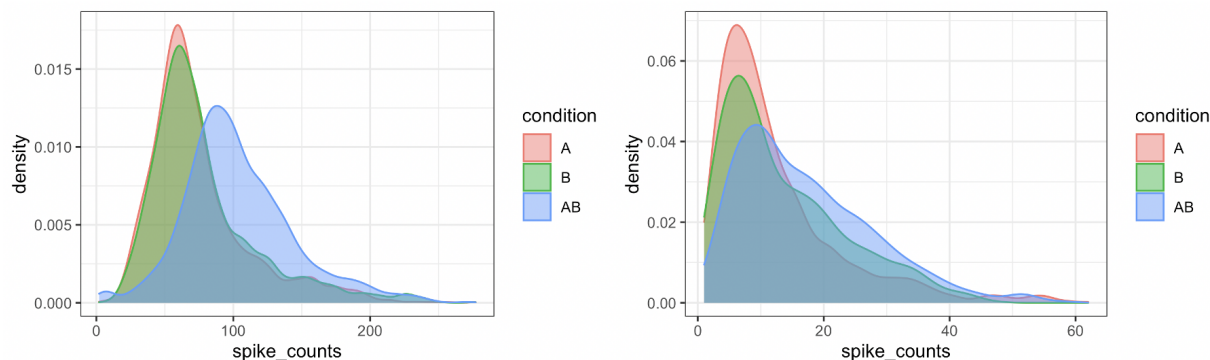 0.015
0.010
0.005
0.000
density
0 100 200
spike_counts
condition
A
B
AB
0.06
0.04
0.02
0.00
density
0 20 40 60
spike_counts
condition
A
B
AB